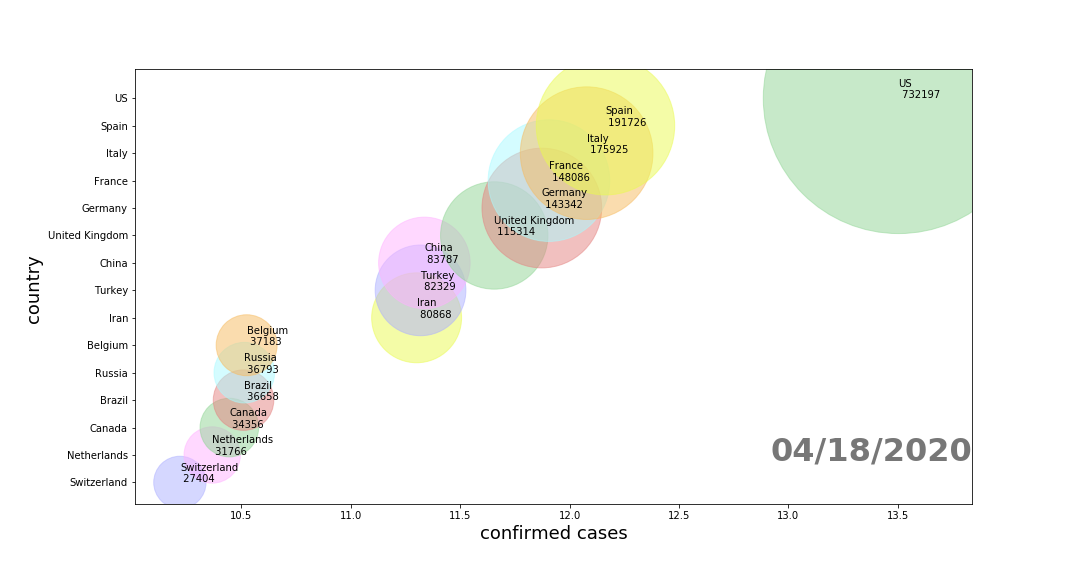 country
US
Spain
Italy
France
Germany
United Kingdom
China
Turkey
Iran
Belgium
Russia
Brazil
Canada
Netherlands
Switzerland
US
732197
Spain
191726
Italy
175925
France
148086
Germany
143342
United Kingdom
115314
China
83787
Turkey
82329
Iran
80868
Belgium
37183
Russia
36793
Brazil
36658
Canada
34356
Netherlands
31766
Switzerland
27404
04/18/2020
10.5 11.0 11.5 12.0 12.5 13.0 13.5
confirmed cases